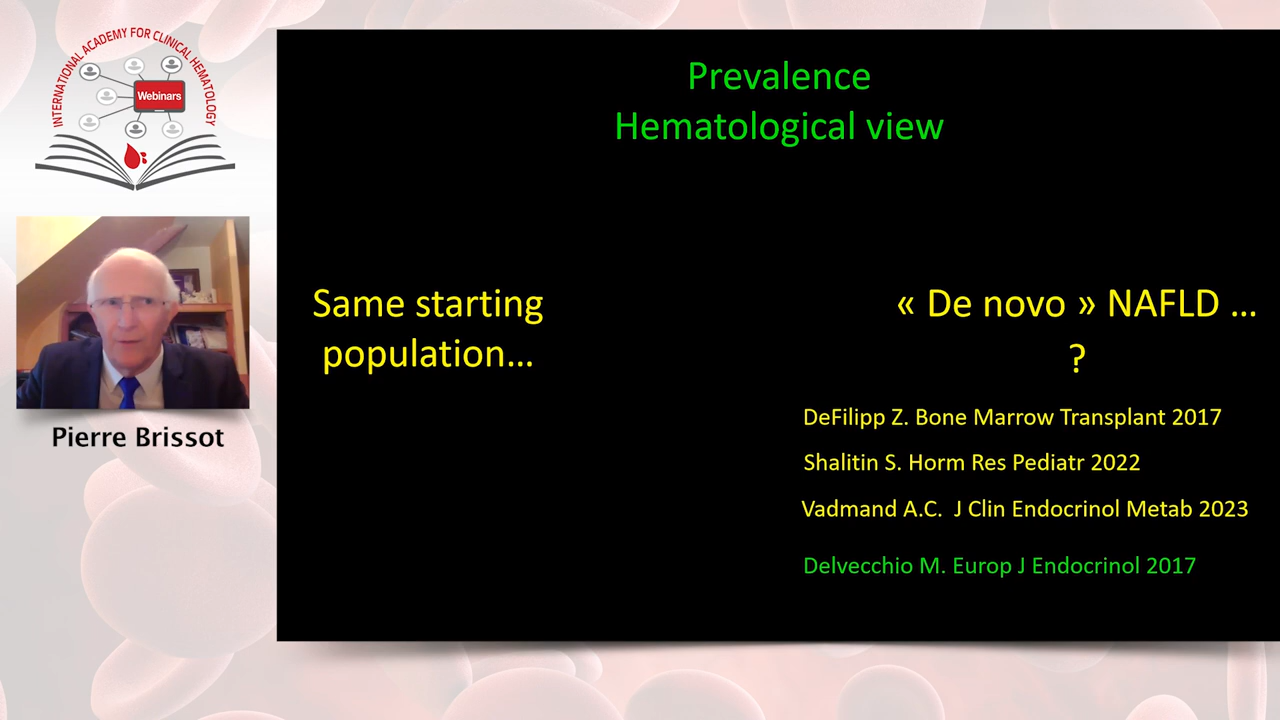 INTERNATIONAL ACADEMY FOR CLINICAL HEMATOLOGY
Webinars
Pierre Brissot
Prevalence
Hematological view
Same starting
population...
« De novo » NAFLD ...
?
DeFilipp Z. Bone Marrow Transplant 2017
Shalitin S. Horm Res Pediatr 2022
Vadmand A.C. J Clin Endocrinol Metab 2023
Delvecchio M. Europ J Endocrinol 2017